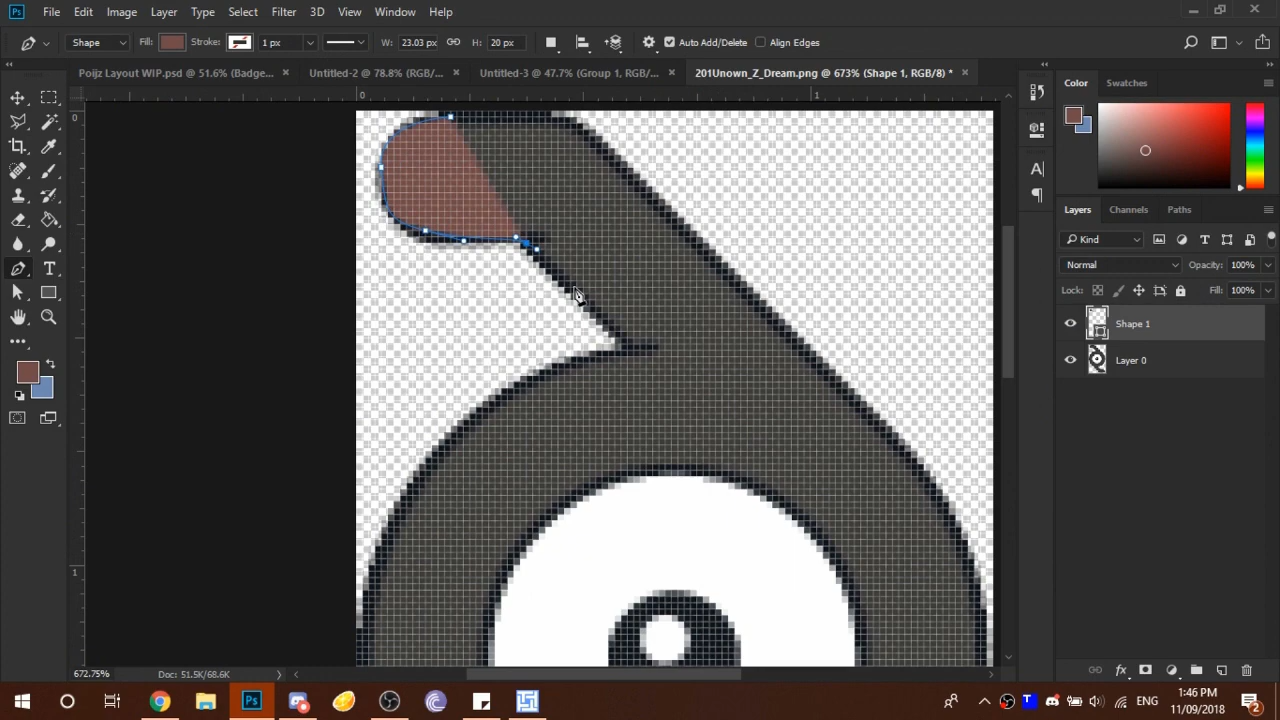 Ps File Edit Image Layer Type Select Filter 3D View Window Help
Shape Fill: Stroke: 1 px W: 23.03 px H: 20 px Auto Add/Delete Align Edges
Poijz Layout WIP.psd @ 51.6% (Badge... × Untitled-2 @ 78.8% (RGB/... × Untitled-3 @ 47.7% (Group 1, RGB/... × 201Unown_Z_Dream.png @ 673% (Shape 1, RGB/8) * ×
0 1
0
1
Color Swatches
Layers Channels Paths
Kind
Normal Opacity: 100%
Lock: Fill: 100%
Shape 1
Layer 0
672.75% Doc: 51.5K/68.6K
Ps ENG 1:46 PM
11/09/2018 2